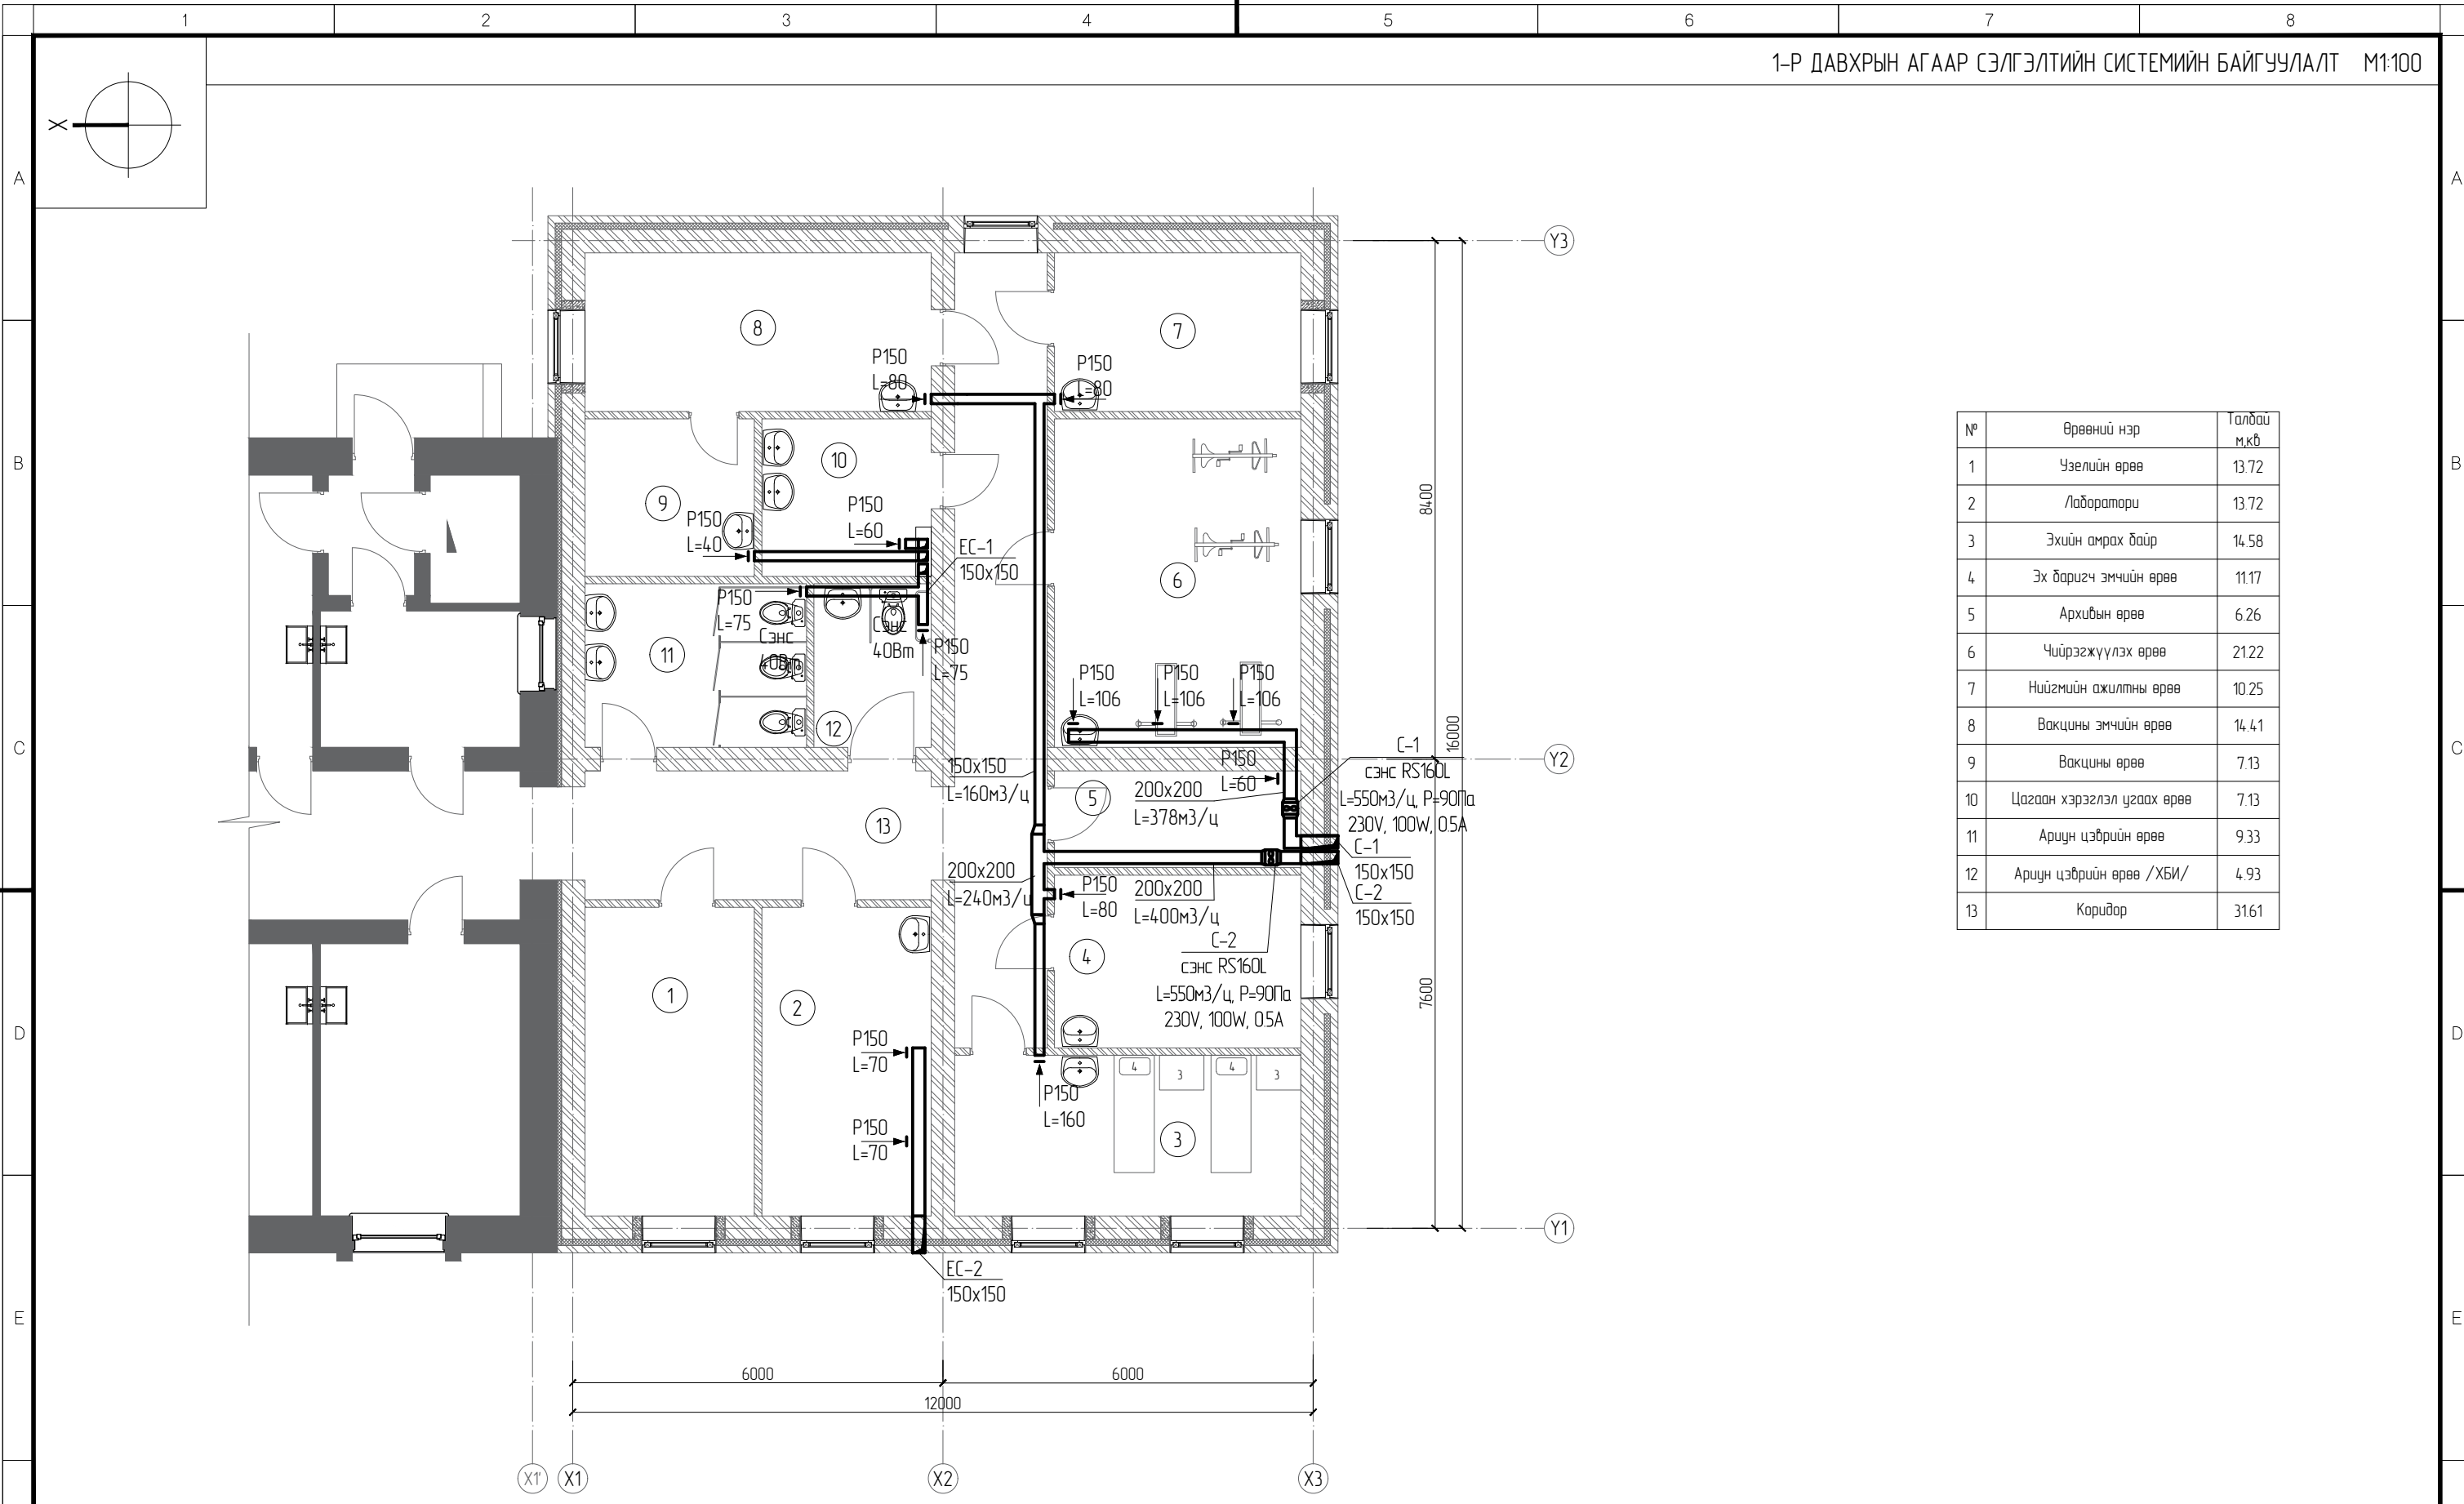 1 2 3 4 5 6 7 8
1-Р ДАВХРЫН АГААР СЭЛГЭЛТИЙН СИСТЕМИЙН БАЙГУУЛАЛТ М1:100
X
A
A
B
B
C
C
D
D
E
E
Y3
8
7
P150
L=80
P150
L=80
10
9
P150
L=60
P150
L=40
EC-1
150x150
6
P150
L=75
Сэнс
40Вт
Сэнс
40Вт
P150
L=75
11
12
P150
L=106
P150
L=106
P150
L=106
8400
16000
7600
Y2
C-1
сэнс RS160L
L=550м3/ц, P=90Па
230V, 100W, 0.5A
150x150
L=160м3/ц
P150
L=60
5
200x200
L=378м3/ц
13
C-1
150x150
C-2
150x150
200x200
L=240м3/ц
P150
L=80
200x200
L=400м3/ц
C-2
сэнс RS160L
L=550м3/ц, P=90Па
230V, 100W, 0.5A
4
1
2
P150
L=70
P150
L=70
P150
L=160
4 3 4 3
3
Y1
EC-2
150x150
6000 6000
12000
X1' X1 X2 X3
№ Өрөөний нэр Талбай м.кв
1 Узелийн өрөө 13.72
2 Лаборатори 13.72
3 Эхийн амрах байр 14.58
4 Эх баригч эмчийн өрөө 11.17
5 Архивын өрөө 6.26
6 Чийрэгжүүлэх өрөө 21.22
7 Нийгмийн ажилтны өрөө 10.25
8 Вакцины эмчийн өрөө 14.41
9 Вакцины өрөө 7.13
10 Цагаан хэрэглэл угаах өрөө 7.13
11 Ариун цэврийн өрөө 9.33
12 Ариун цэврийн өрөө /ХБИ/ 4.93
13 Коридор 31.61